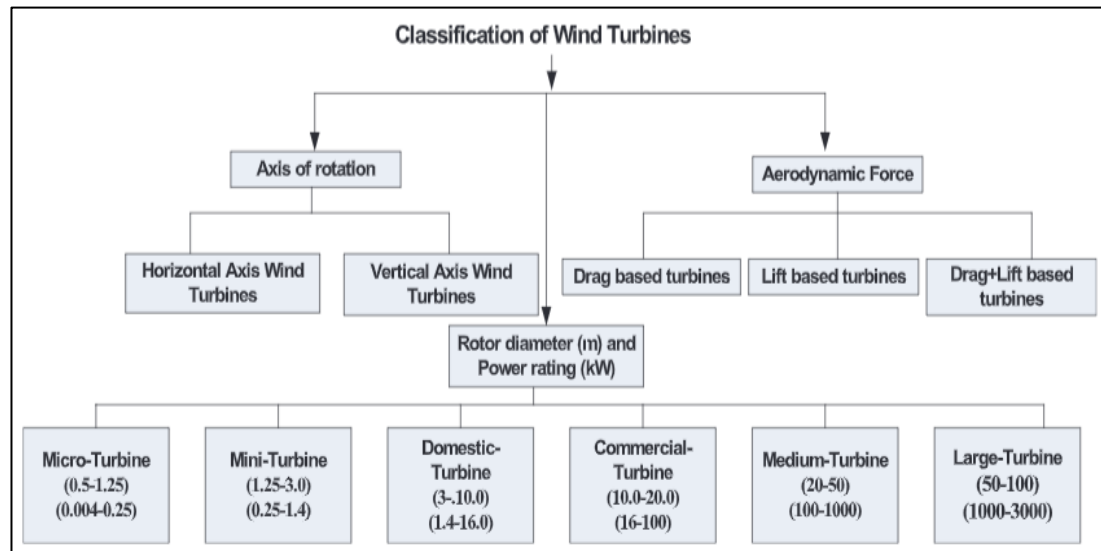 Classification of Wind Turbines
Axis of rotation
Aerodynamic Force
Horizontal Axis Wind
Turbines
Vertical Axis Wind
Turbines
Drag based turbines
Lift based turbines
Drag+Lift based
turbines
Rotor diameter (m) and
Power rating (kW)
Micro-Turbine
(0.5-1.25)
(0.004-0.25)
Mini-Turbine
(1.25-3.0)
(0.25-1.4)
Domestic-
Turbine
(3-.10.0)
(1.4-16.0)
Commercial-
Turbine
(10.0-20.0)
(16-100)
Medium-Turbine
(20-50)
(100-1000)
Large-Turbine
(50-100)
(1000-3000)